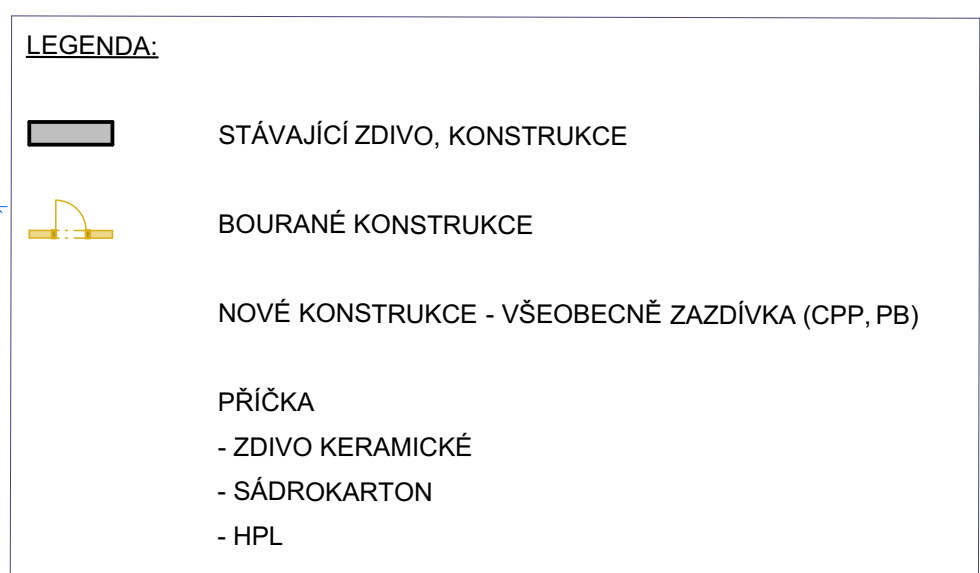 LEGENDA:
STÁVAJÍCÍ ZDIVO, KONSTRUKCE
BOURANÉ KONSTRUKCE
NOVÉ KONSTRUKCE - VŠEOBECNĚ ZAZDÍVKA (CPP, PB)
PŘÍČKA
- ZDIVO KERAMICKÉ
- SÁDROKARTON
- HPL